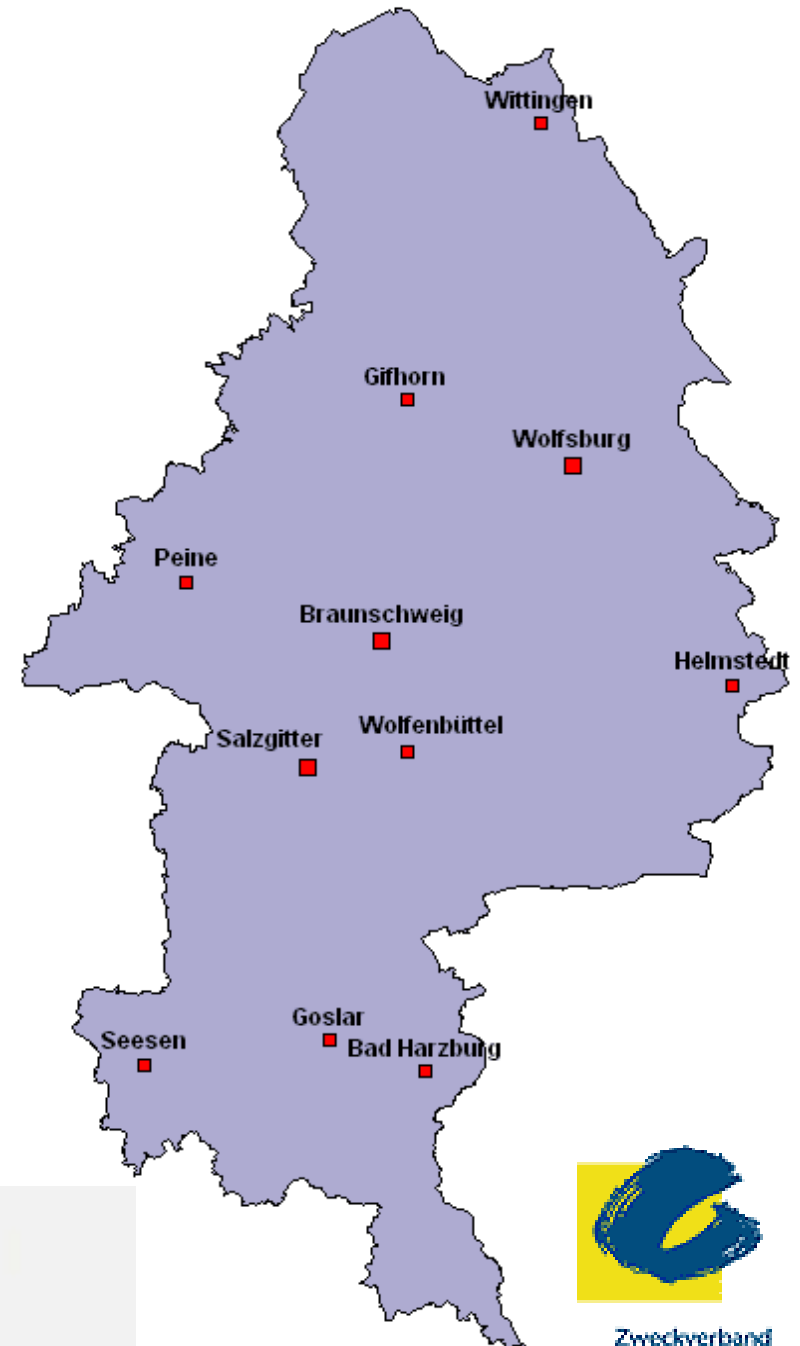 Wittingen
Gifhorn
Wolfsburg
Peine
Braunschweig
Helmstedt
Wolfenbüttel
Salzgitter
Goslar
Seesen
Bad Harzburg
Zweckverband